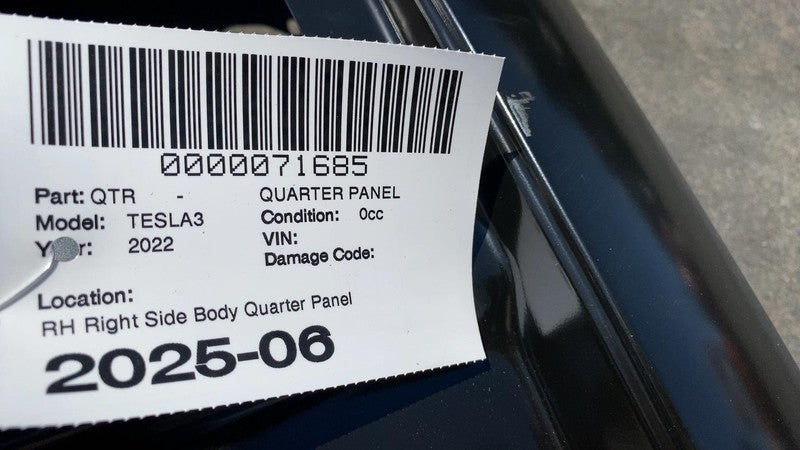 0000071685
Part: QTR - QUARTER PANEL
Model: TESLA3 Condition: 0cc
Year: 2022 VIN:
Damage Code:
Location:
RH Right Side Body Quarter Panel
2025-06